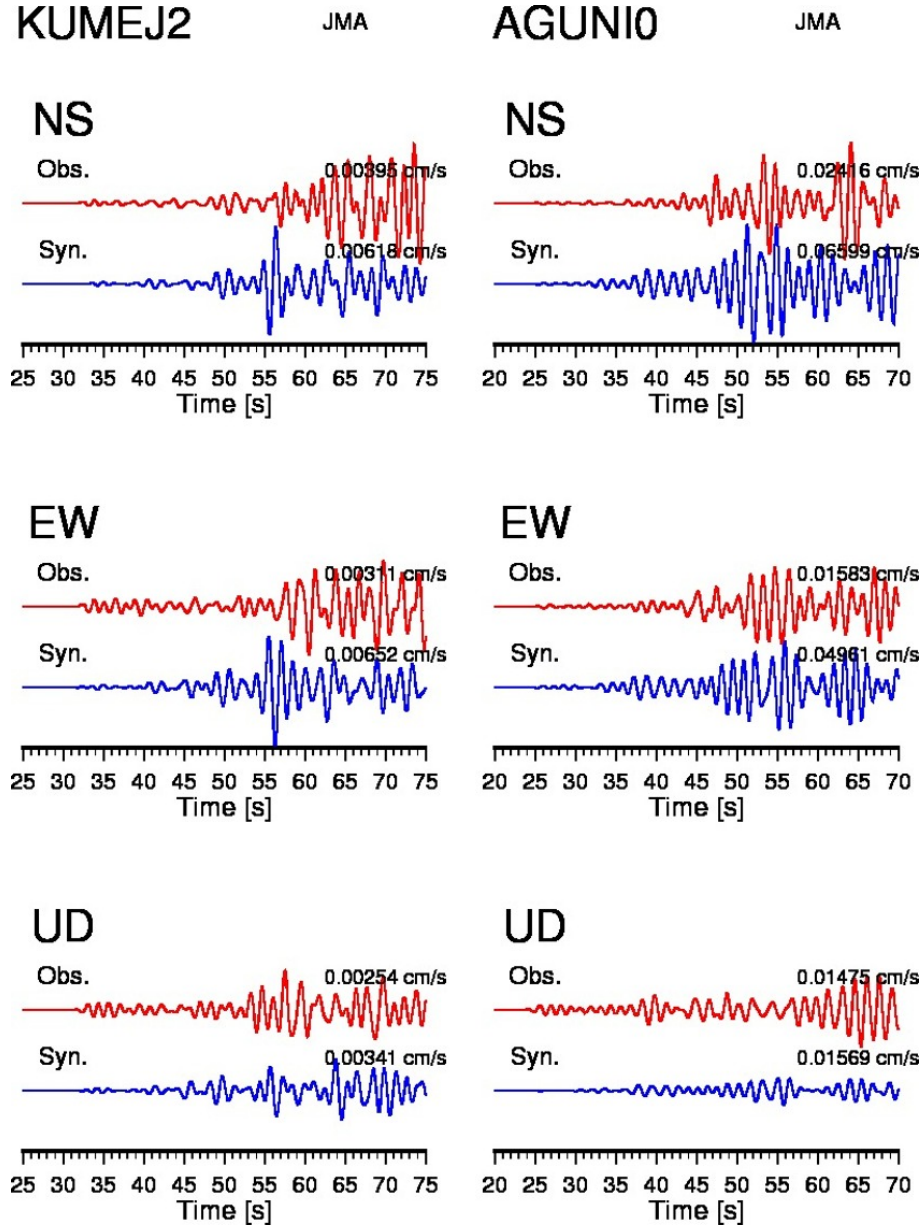 KUMEJ2 JMA AGUNI0 JMA
NS NS
Obs. 0.00395 cm/s Obs. 0.02416 cm/s
Syn. 0.00618 cm/s Syn. 0.06599 cm/s
25 30 35 40 45 50 55 60 65 70 75 20 25 30 35 40 45 50 55 60 65 70
Time [s] Time [s]
EW EW
Obs. 0.00311 cm/s Obs. 0.01583 cm/s
Syn. 0.00652 cm/s Syn. 0.04961 cm/s
25 30 35 40 45 50 55 60 65 70 75 20 25 30 35 40 45 50 55 60 65 70
Time [s] Time [s]
UD UD
Obs. 0.00254 cm/s Obs. 0.01475 cm/s
Syn. 0.00341 cm/s Syn. 0.01569 cm/s
25 30 35 40 45 50 55 60 65 70 75 20 25 30 35 40 45 50 55 60 65 70
Time [s] Time [s]